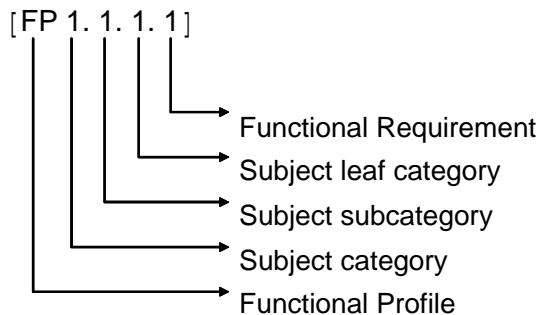 [FP 1. 1. 1. 1]
Functional Requirement
Subject leaf category
Subject subcategory
Subject category
Functional Profile